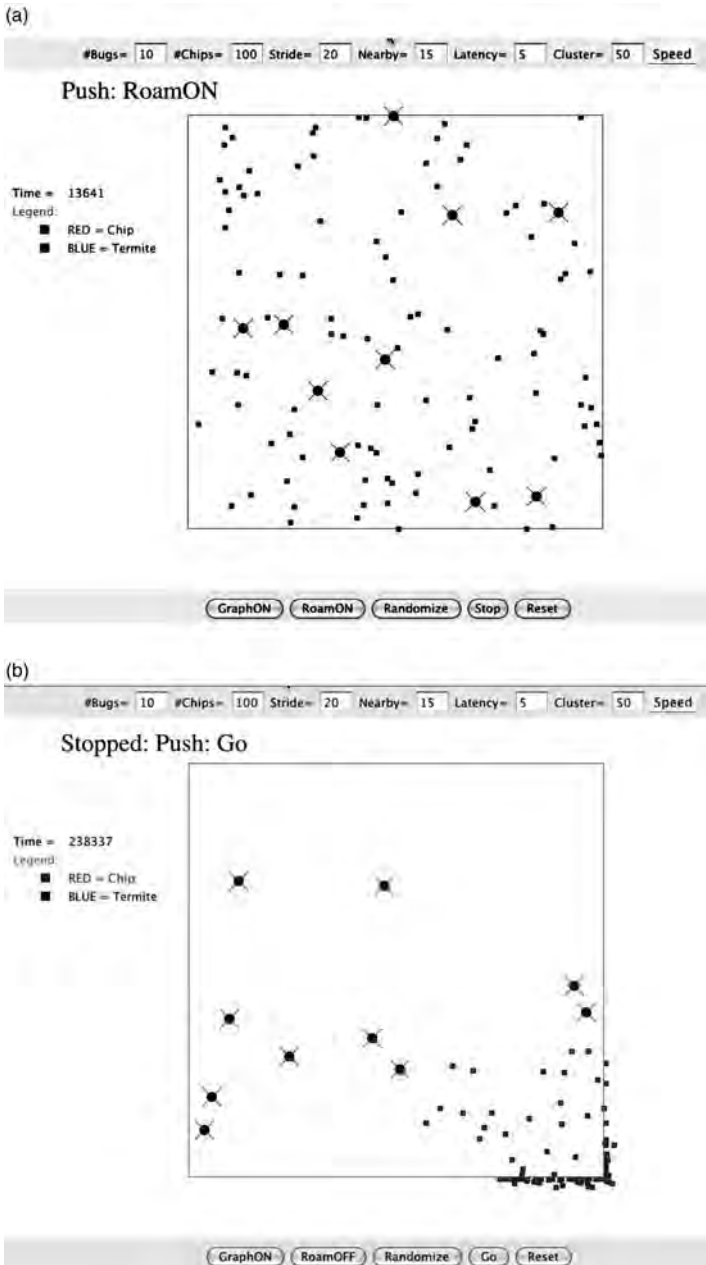 (a)
#Bugs= 10 #Chips= 100 Stride= 20 Nearby= 15 Latency= 5 Cluster= 50 Speed
Push: RoamON
Time = 13641
Legend:
RED = Chip
BLUE = Termite
GraphON RoamON Randomize Stop Reset
(b)
#Bugs= 10 #Chips= 100 Stride= 20 Nearby= 15 Latency= 5 Cluster= 50 Speed
Stopped: Push: Go
Time = 238337
Legend:
RED = Chip
BLUE = Termite
GraphON RoamOFF Randomize Go Reset